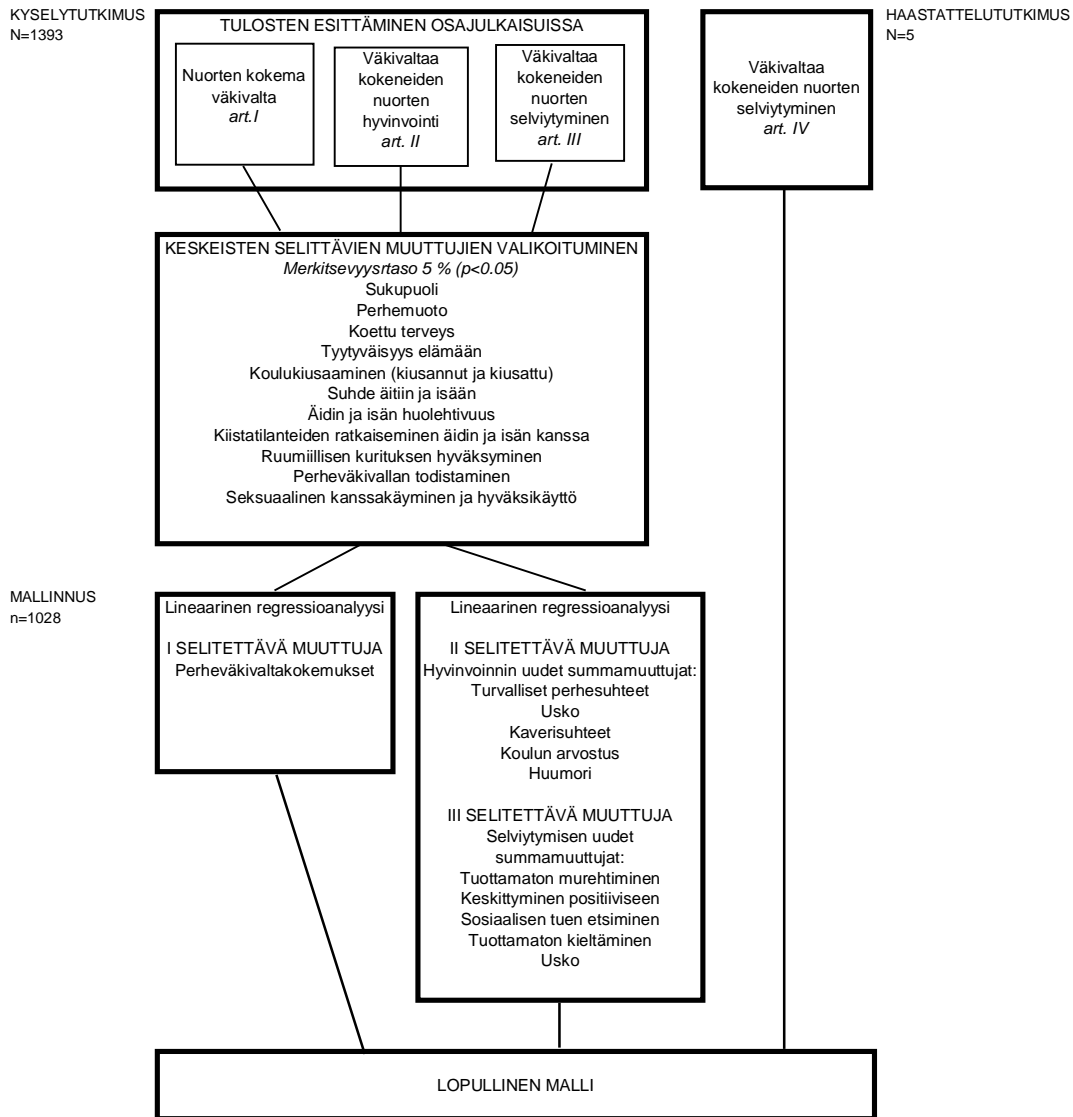 KYSELYTUTKIMUS
N=1393
TULOSTEN ESITTÄMINEN OSAJULKAISUISSA
Nuorten kokema
väkivalta
art.I
Väkivaltaa
kokeneiden
nuorten
hyvinvointi
art. II
Väkivaltaa
kokeneiden
nuorten
selviytyminen
art. III
HAASTATTELUTUTKIMUS
N=5
Väkivaltaa
kokeneiden nuorten
selviytyminen
art. IV
KESKEISTEN SELITTÄVIEN MUUTTUJIEN VALIKOITUMINEN
Merkitsevyysrtaso 5 % (p<0.05)
Sukupuoli
Perhemuoto
Koettu terveys
Tyytyväisyys elämään
Koulukiusaaminen (kiusannut ja kiusattu)
Suhde äitiin ja isään
Äidin ja isän huolehtivuus
Kiistatilanteiden ratkaiseminen äidin ja isän kanssa
Ruumiillisen kurituksen hyväksyminen
Perheväkivallan todistaminen
Seksuaalinen kanssakäyminen ja hyväksikäyttö
MALLINNUS
n=1028
Lineaarinen regressioanalyysi
I SELITETTÄVÄ MUUTTUJA
Perheväkivaltakokemukset
Lineaarinen regressioanalyysi
II SELITETTÄVÄ MUUTTUJA
Hyvinvoinnin uudet summamuuttujat:
Turvalliset perhesuhteet
Usko
Kaverisuhteet
Koulun arvostus
Huumori
III SELITETTÄVÄ MUUTTUJA
Selviytymisen uudet
summamuuttujat:
Tuottamaton murehtiminen
Keskittyminen positiiviseen
Sosiaalisen tuen etsiminen
Tuottamaton kieltäminen
Usko
LOPULLINEN MALLI